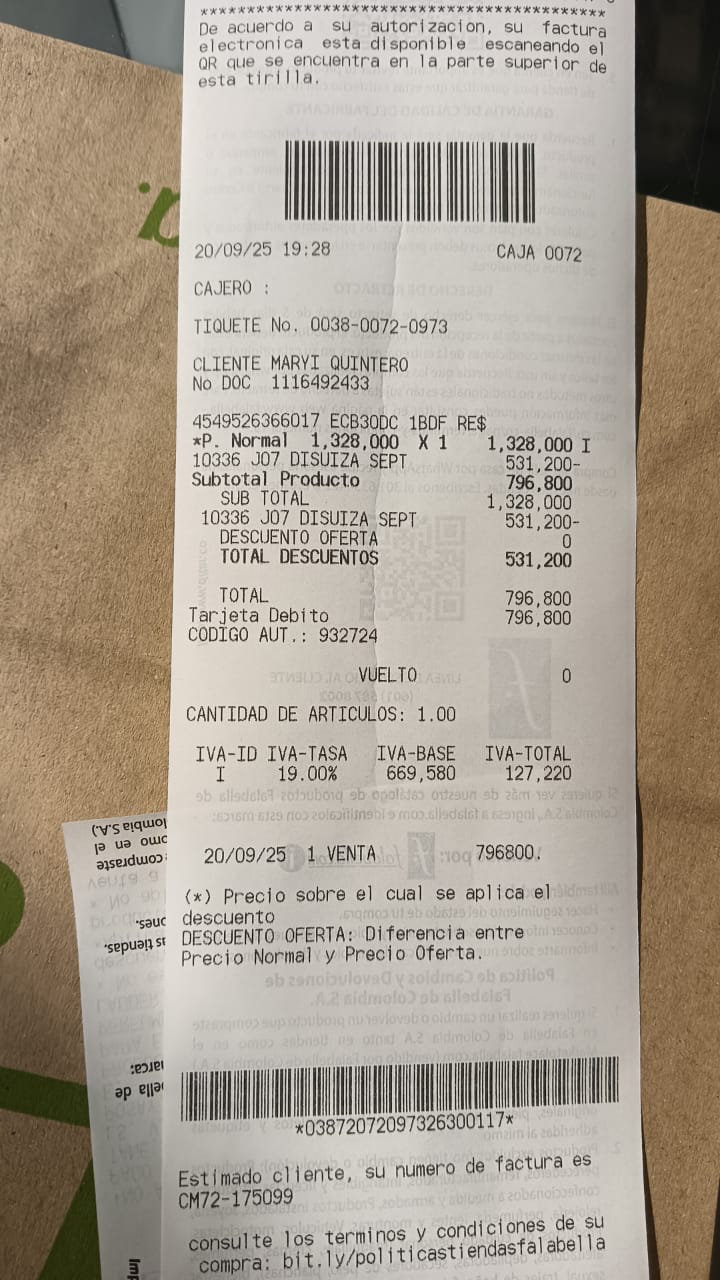 ******************************************
De acuerdo a su autorizacion, su factura
electronica esta disponible escaneando el
QR que se encuentra en la parte superior de
esta tirilla.
20/09/25 19:28 CAJA 0072
CAJERO :
TIQUETE No. 0038-0072-0973
CLIENTE MARYI QUINTERO
No DOC 1116492433
4549526366017 ECB30DC 1BDF RE$
*P. Normal 1,328,000 X 1 1,328,000 I
10336 J07 DISUIZA SEPT 531,200-
Subtotal Producto 796,800
SUB TOTAL 1,328,000
10336 J07 DISUIZA SEPT 531,200-
DESCUENTO OFERTA 0
TOTAL DESCUENTOS 531,200
TOTAL 796,800
Tarjeta Debito 796,800
CODIGO AUT.: 932724
VUELTO 0
CANTIDAD DE ARTICULOS: 1.00
IVA-ID IVA-TASA IVA-BASE IVA-TOTAL
I 19.00% 669,580 127,220
20/09/25 1 VENTA 796800.
(*) Precio sobre el cual se aplica el
descuento
DESCUENTO OFERTA: Diferencia entre
Precio Normal y Precio Oferta.
*03872072097326300117*
Estimado cliente, su numero de factura es
CM72-175099
consulte los terminos y condiciones de su
compra: bit.ly/politicastiendasfalabella